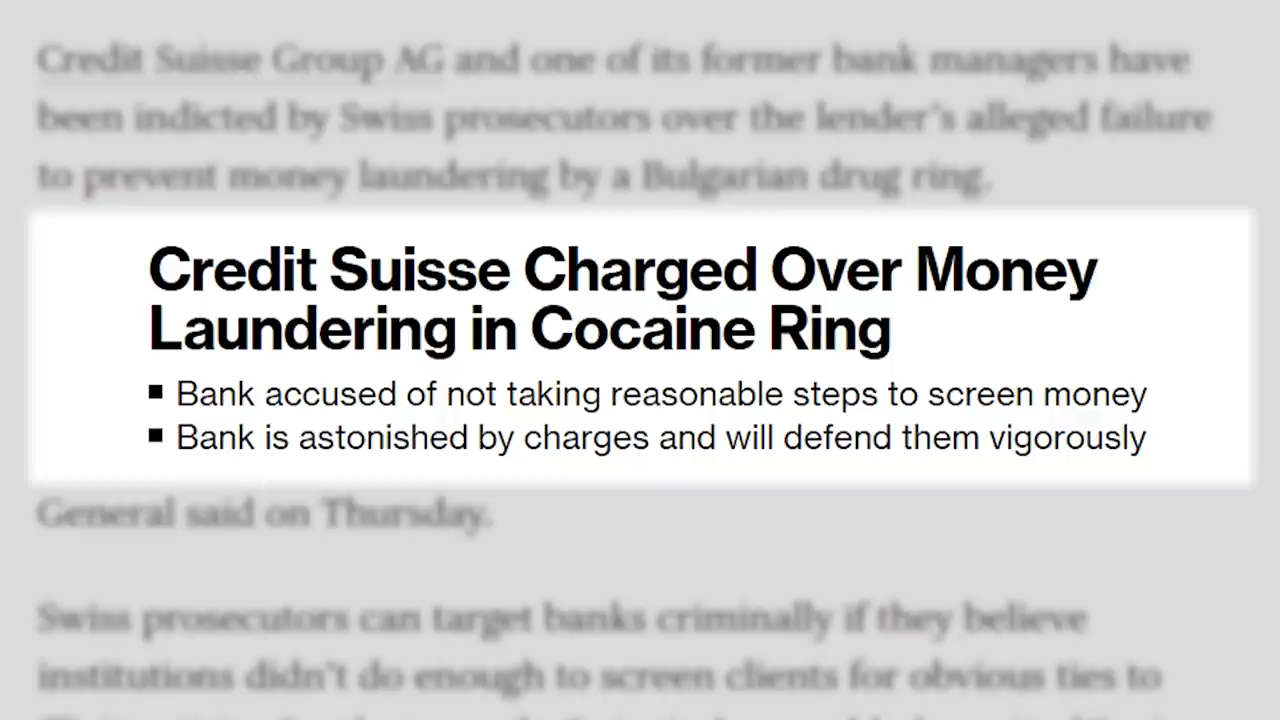 Credit Suisse Group AG and one of its former bank managers have
been indicted by Swiss prosecutors over the lender's alleged failure
to prevent money laundering by a Bulgarian drug ring.
Credit Suisse Charged Over Money
Laundering in Cocaine Ring
▪ Bank accused of not taking reasonable steps to screen money
▪ Bank is astonished by charges and will defend them vigorously
General said on Thursday.
Swiss prosecutors can target banks criminally if they believe
institutions didn't do enough to screen clients for obvious ties to